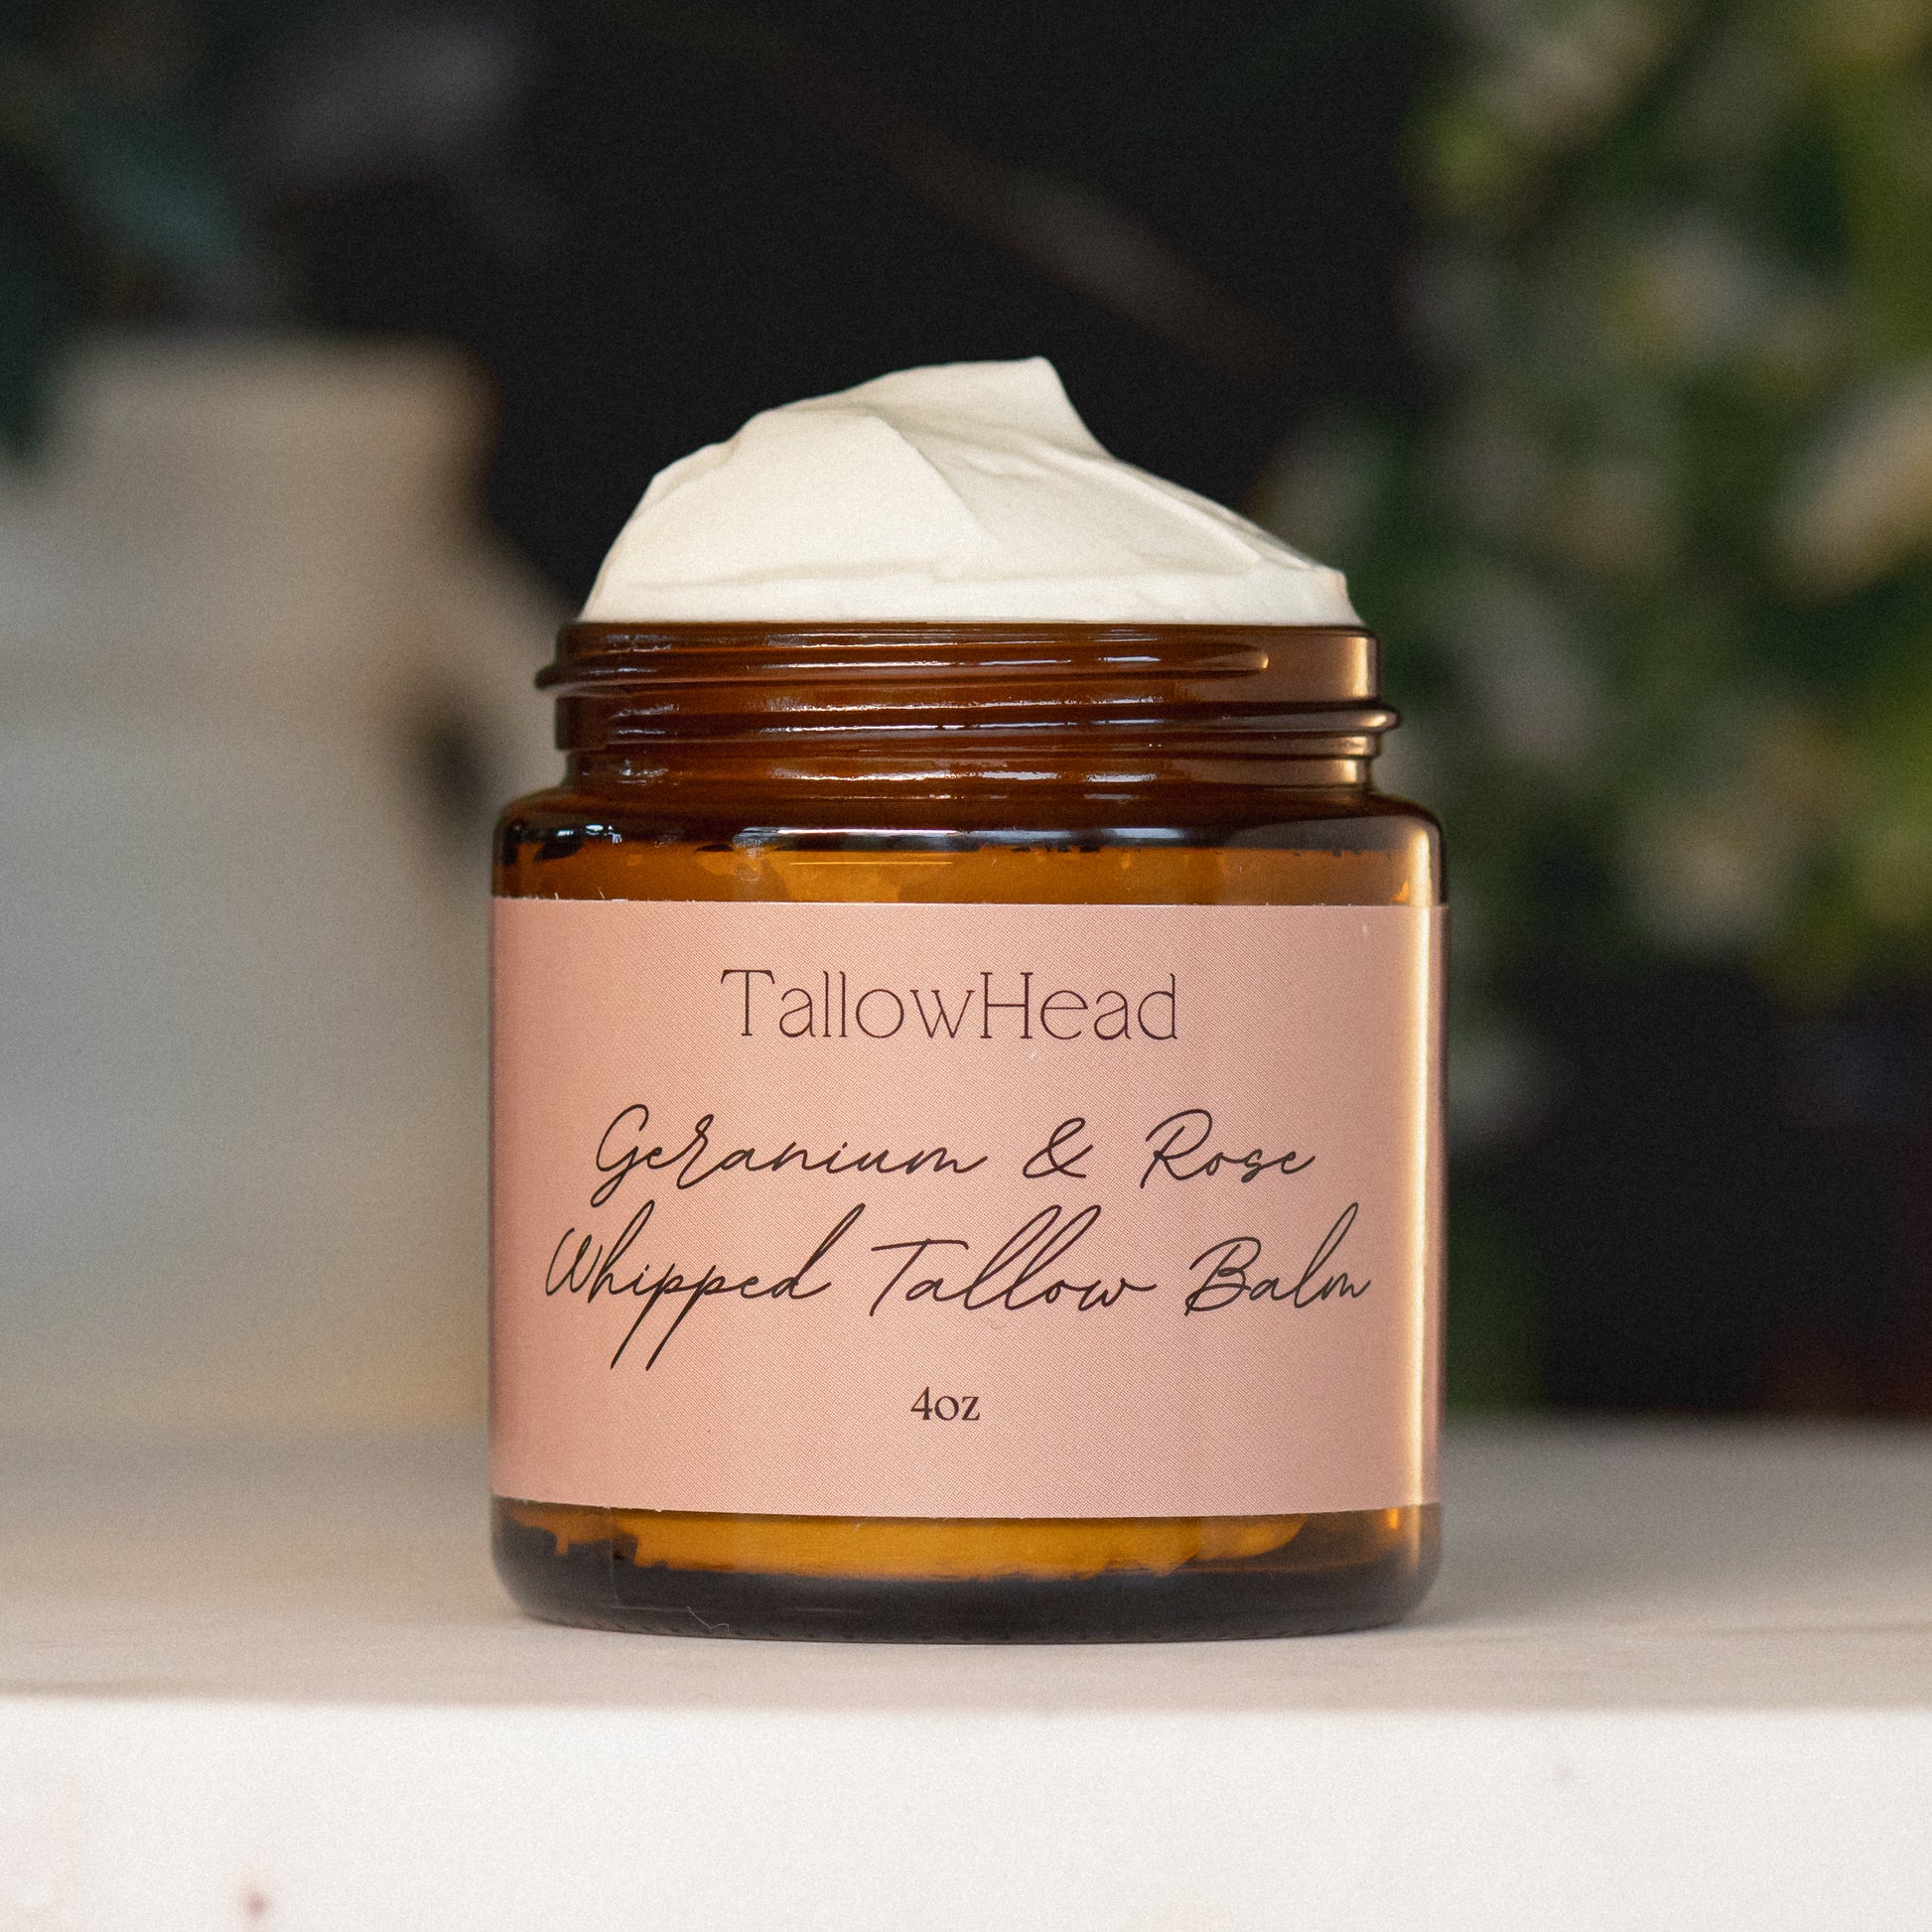 TallowHead
Geranium & Rose
Whipped Tallow Balm
4oz